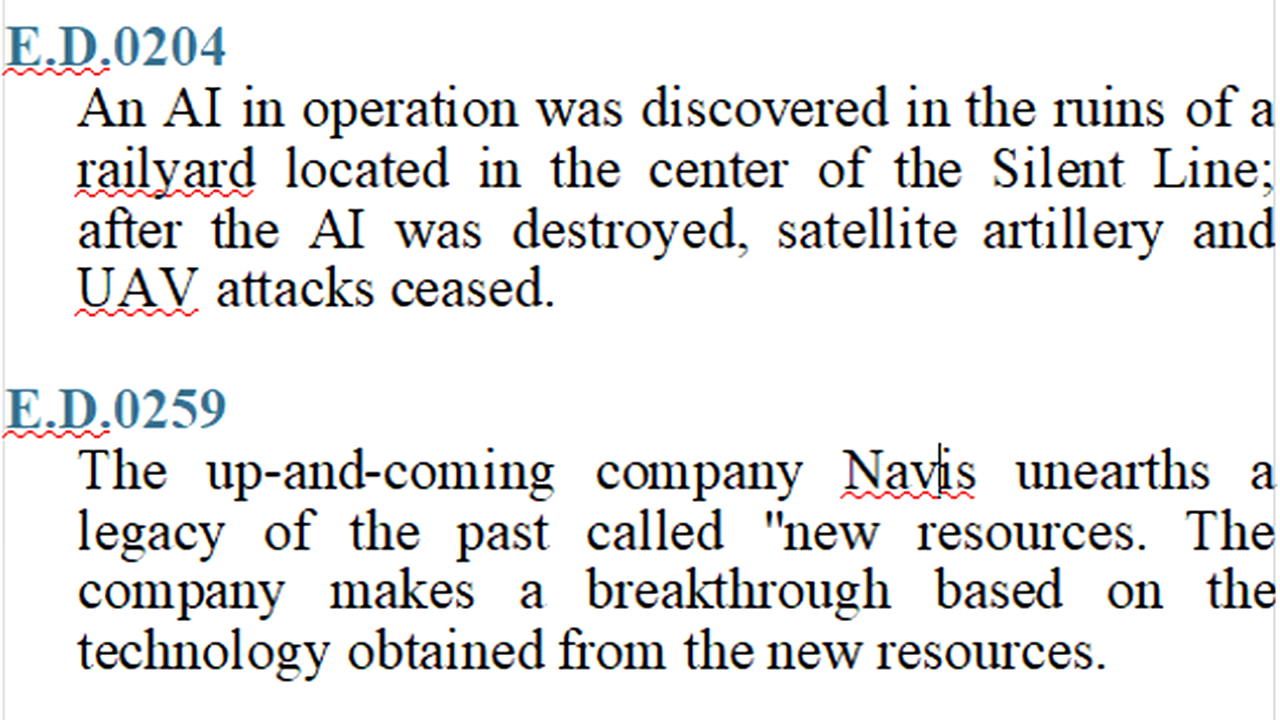 E.D.0204
An AI in operation was discovered in the ruins of a
railyard located in the center of the Silent Line;
after the AI was destroyed, satellite artillery and
UAV attacks ceased.
E.D.0259
The up-and-coming company Navis unearths a
legacy of the past called "new resources. The
company makes a breakthrough based on the
technology obtained from the new resources.